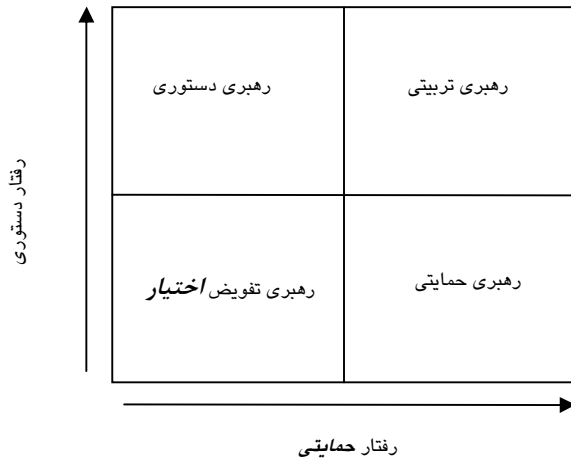 رهبری تربیتی
رهبری دستوری
رفتار دستوری
رهبری حمایتی
رهبری تفویض اختیار
رفتار حمایتی